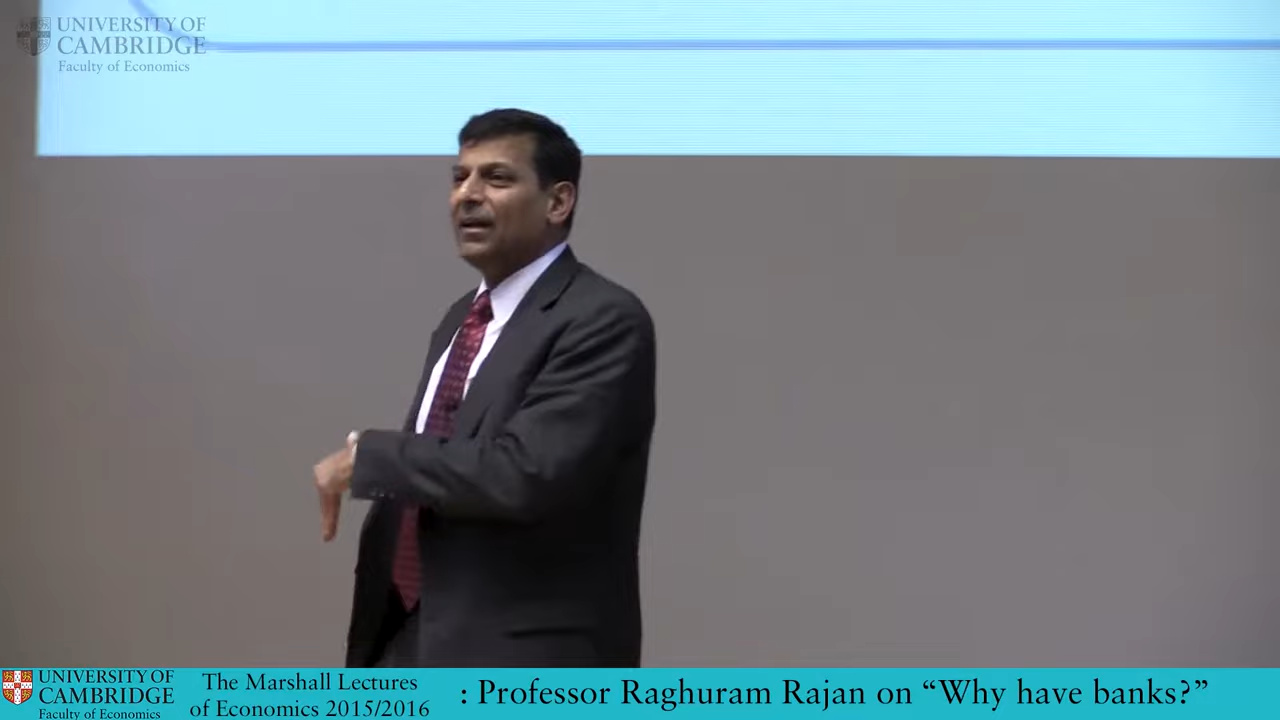 UNIVERSITY OF
CAMBRIDGE
Faculty of Economics
UNIVERSITY OF
CAMBRIDGE
Faculty of Economics
The Marshall Lectures
of Economics 2015/2016
: Professor Raghuram Rajan on “Why have banks?”